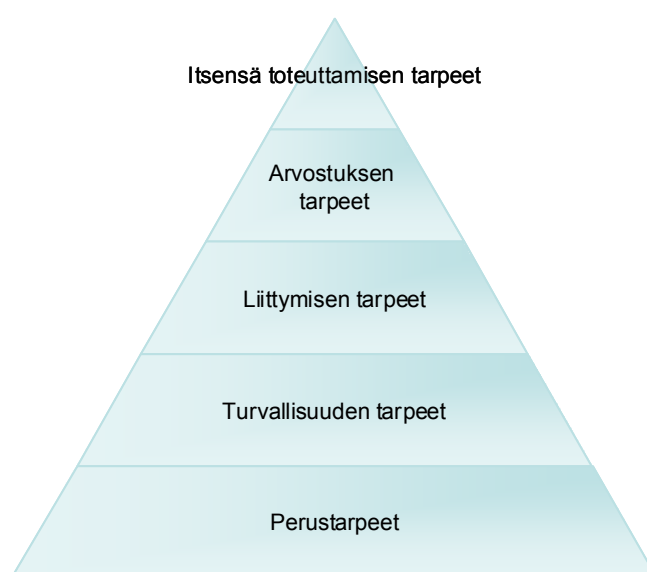 Itsensä toteuttamisen tarpeet
Arvostuksen
tarpeet
Liittymisen tarpeet
Turvallisuuden tarpeet
Perustarpeet